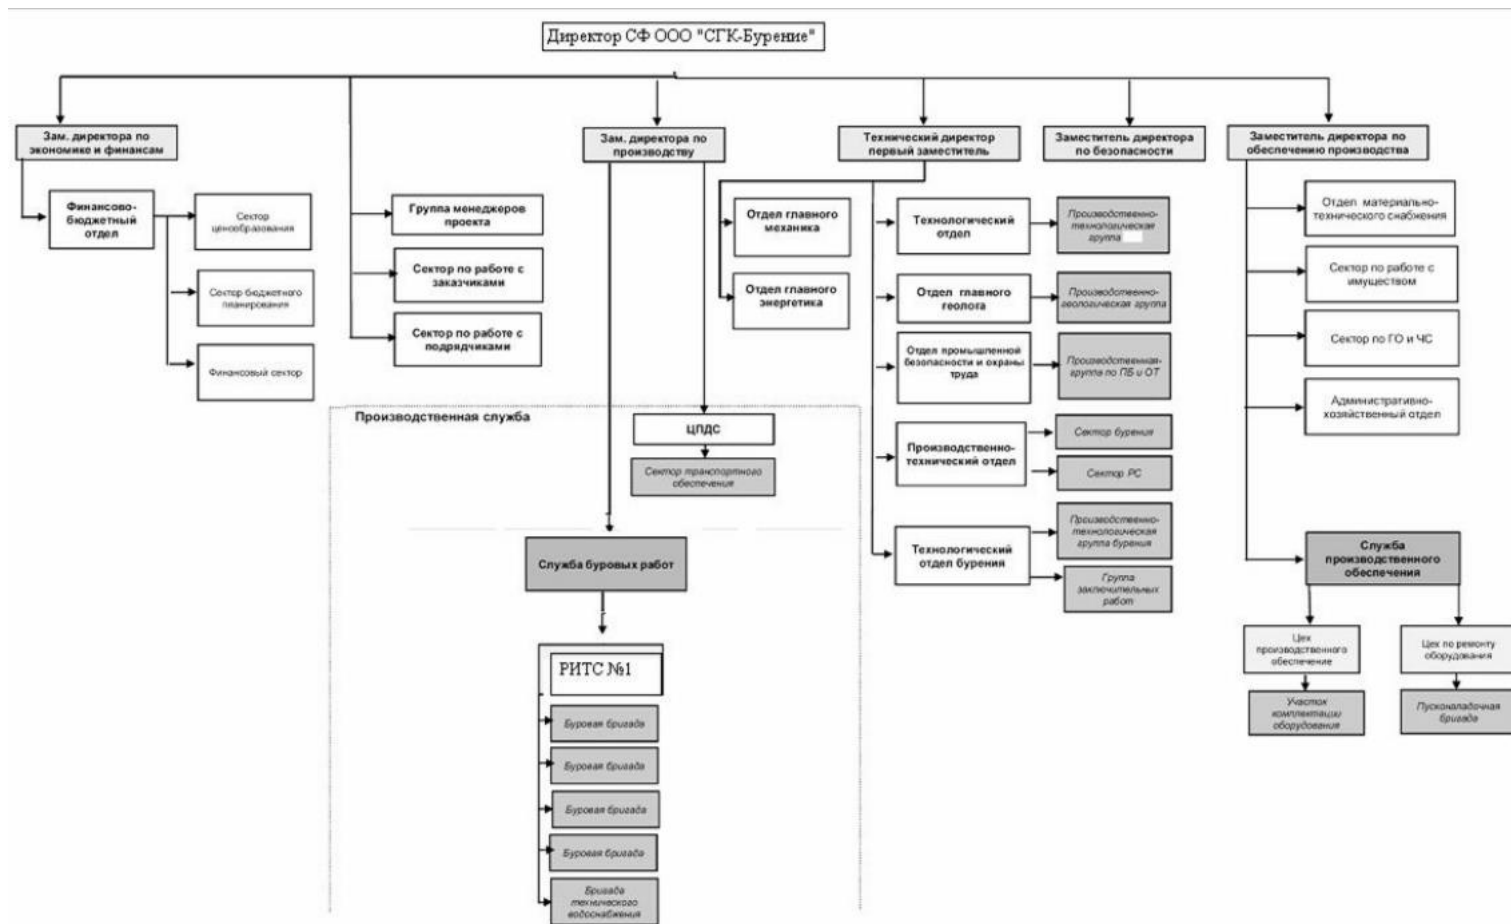 Директор СФ ООО "СГК-Бурение"
Зам. директора по
экономике и финансам
Зам. директора по
производству
Технический директор
первый заместитель
Заместитель директора
по безопасности
Заместитель директора по
обеспечению производства
Финансово-
бюджетный
отдел
Сектор
ценообразования
Сектор бюджетного
планирования
Финансовый сектор
Группа менеджеров
проекта
Сектор по работе с
заказчиками
Сектор по работе с
подрядчиками
Отдел главного
механика
Отдел главного
энергетика
Технологический
отдел
Производственно-
технологическая
группа
Отдел главного
геолога
Производственно-
геологическая группа
Отдел промышленной
безопасности и охраны
труда
Производственная-
группа по ПБ и ОТ
Производственно-
технический отдел
Сектор бурения
Сектор РС
Технологический
отдел бурения
Производственно-
технологическая
группа бурения
Группа
заключительных
работ
Отдел материально-
технического снабжения
Сектор по работе с
имуществом
Сектор по ГО и ЧС
Административно-
хозяйственный отдел
Служба
производственного
обеспечения
Цех
производственного
обеспечение
Цех по ремонту
оборудования
Участок
комплектации
оборудования
Пусконаладочная
бригада
Производственная служба
ЦПДС
Сектор транспортного
обеспечения
Служба буровых работ
РИТС №1
Буровая бригада
Буровая бригада
Буровая бригада
Буровая бригада
Бригада
технического
водоснабжения